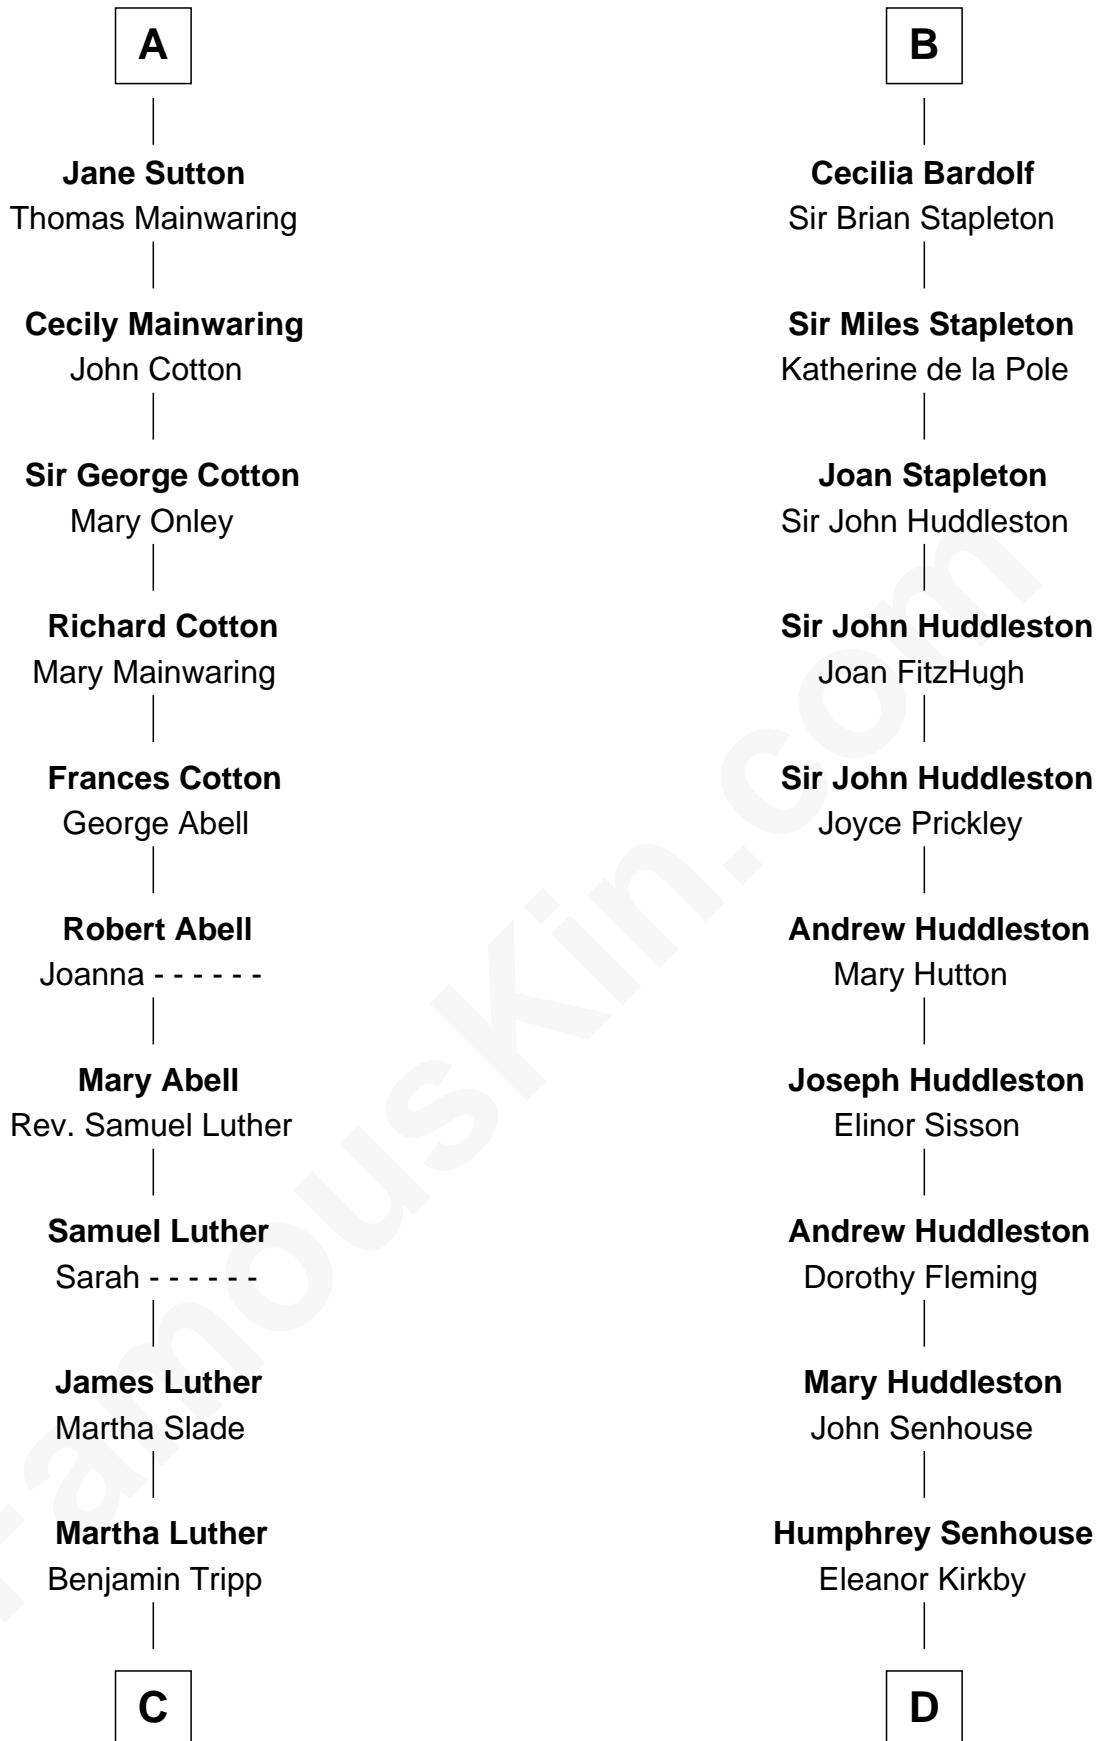 A
Jane Sutton
Thomas Mainwaring
Cecily Mainwaring
John Cotton
Sir George Cotton
Mary Onley
Richard Cotton
Mary Mainwaring
Frances Cotton
George Abell
Robert Abell
Joanna - - - - - -
Mary Abell
Rev. Samuel Luther
Samuel Luther
Sarah - - - - - -
James Luther
Martha Slade
Martha Luther
Benjamin Tripp
C
B
Cecilia Bardolf
Sir Brian Stapleton
Sir Miles Stapleton
Katherine de la Pole
Joan Stapleton
Sir John Huddleston
Sir John Huddleston
Joan FitzHugh
Sir John Huddleston
Joyce Prickley
Andrew Huddleston
Mary Hutton
Joseph Huddleston
Elinor Sisson
Andrew Huddleston
Dorothy Fleming
Mary Huddleston
John Senhouse
Humphrey Senhouse
Eleanor Kirkby
D
FamousKin.com